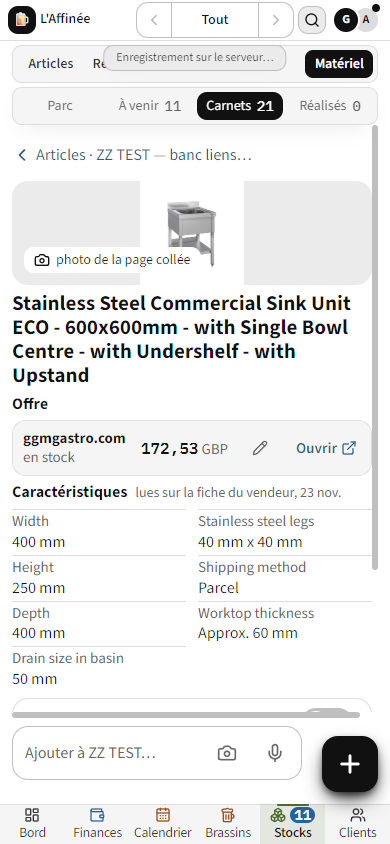 L'Affinée
Tout
G
A
Articles
Re
Enregistrement sur le serveur…
Matériel
Parc
À venir 11
Carnets 21
Réalisés 0
Articles · ZZ TEST — banc liens…
photo de la page collée
Stainless Steel Commercial Sink Unit
ECO - 600x600mm - with Single Bowl
Centre - with Undershelf - with
Upstand
Offre
ggmgastro.com
en stock
172,53 GBP
Ouvrir
Caractéristiques lues sur la fiche du vendeur, 23 nov.
Width
400 mm
Stainless steel legs
40 mm x 40 mm
Height
250 mm
Shipping method
Parcel
Depth
400 mm
Worktop thickness
Approx. 60 mm
Drain size in basin
50 mm
Ajouter à ZZ TEST…
Bord
Finances
Calendrier
Brassins
11
Stocks
Clients